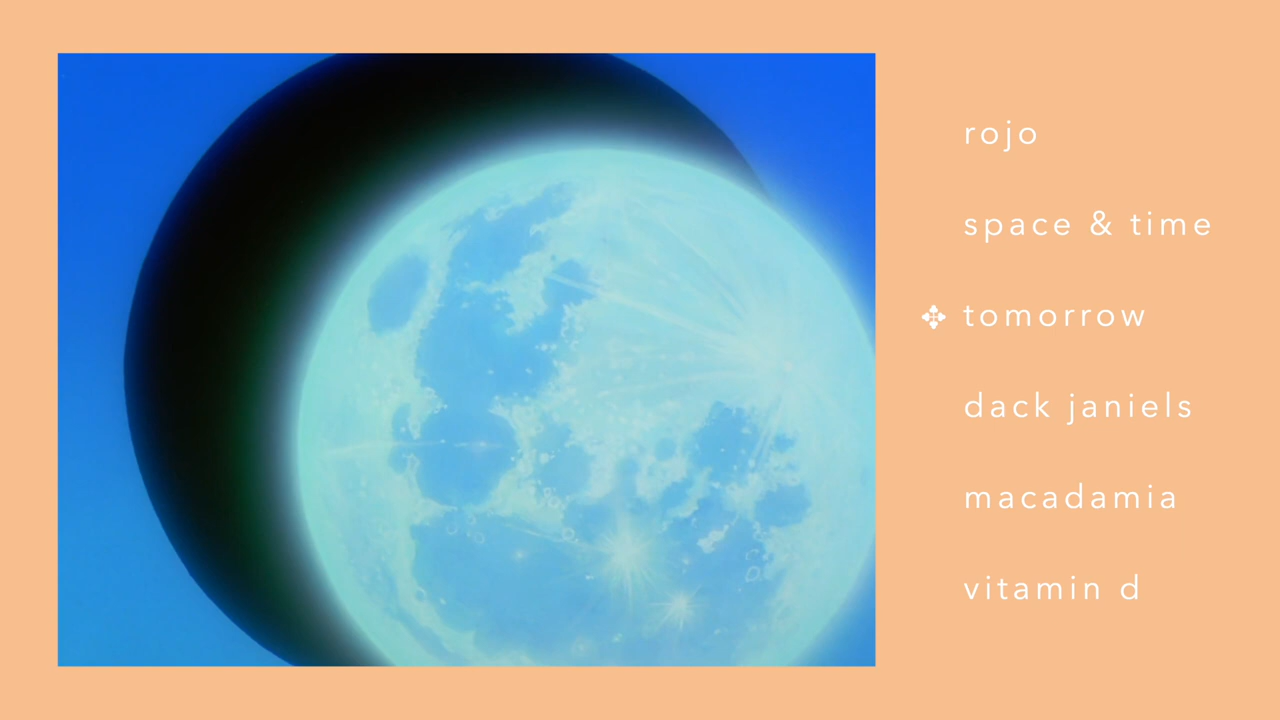 rojo
space & time
✥ tomorrow
dack janiels
macadamia
vitamin d